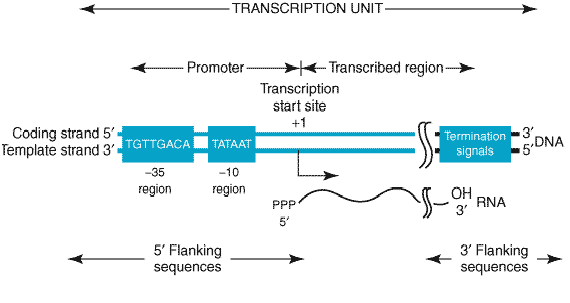 TRANSCRIPTION UNIT
Promoter
Transcribed region
Transcription
start site
+1
Coding strand 5′
Template strand 3′
TGTTGACA
TATAAT
Termination
signals
3′
5′
DNA
−35
region
−10
region
PPP
5′
OH
3′
RNA
5′ Flanking
sequences
3′ Flanking
sequences